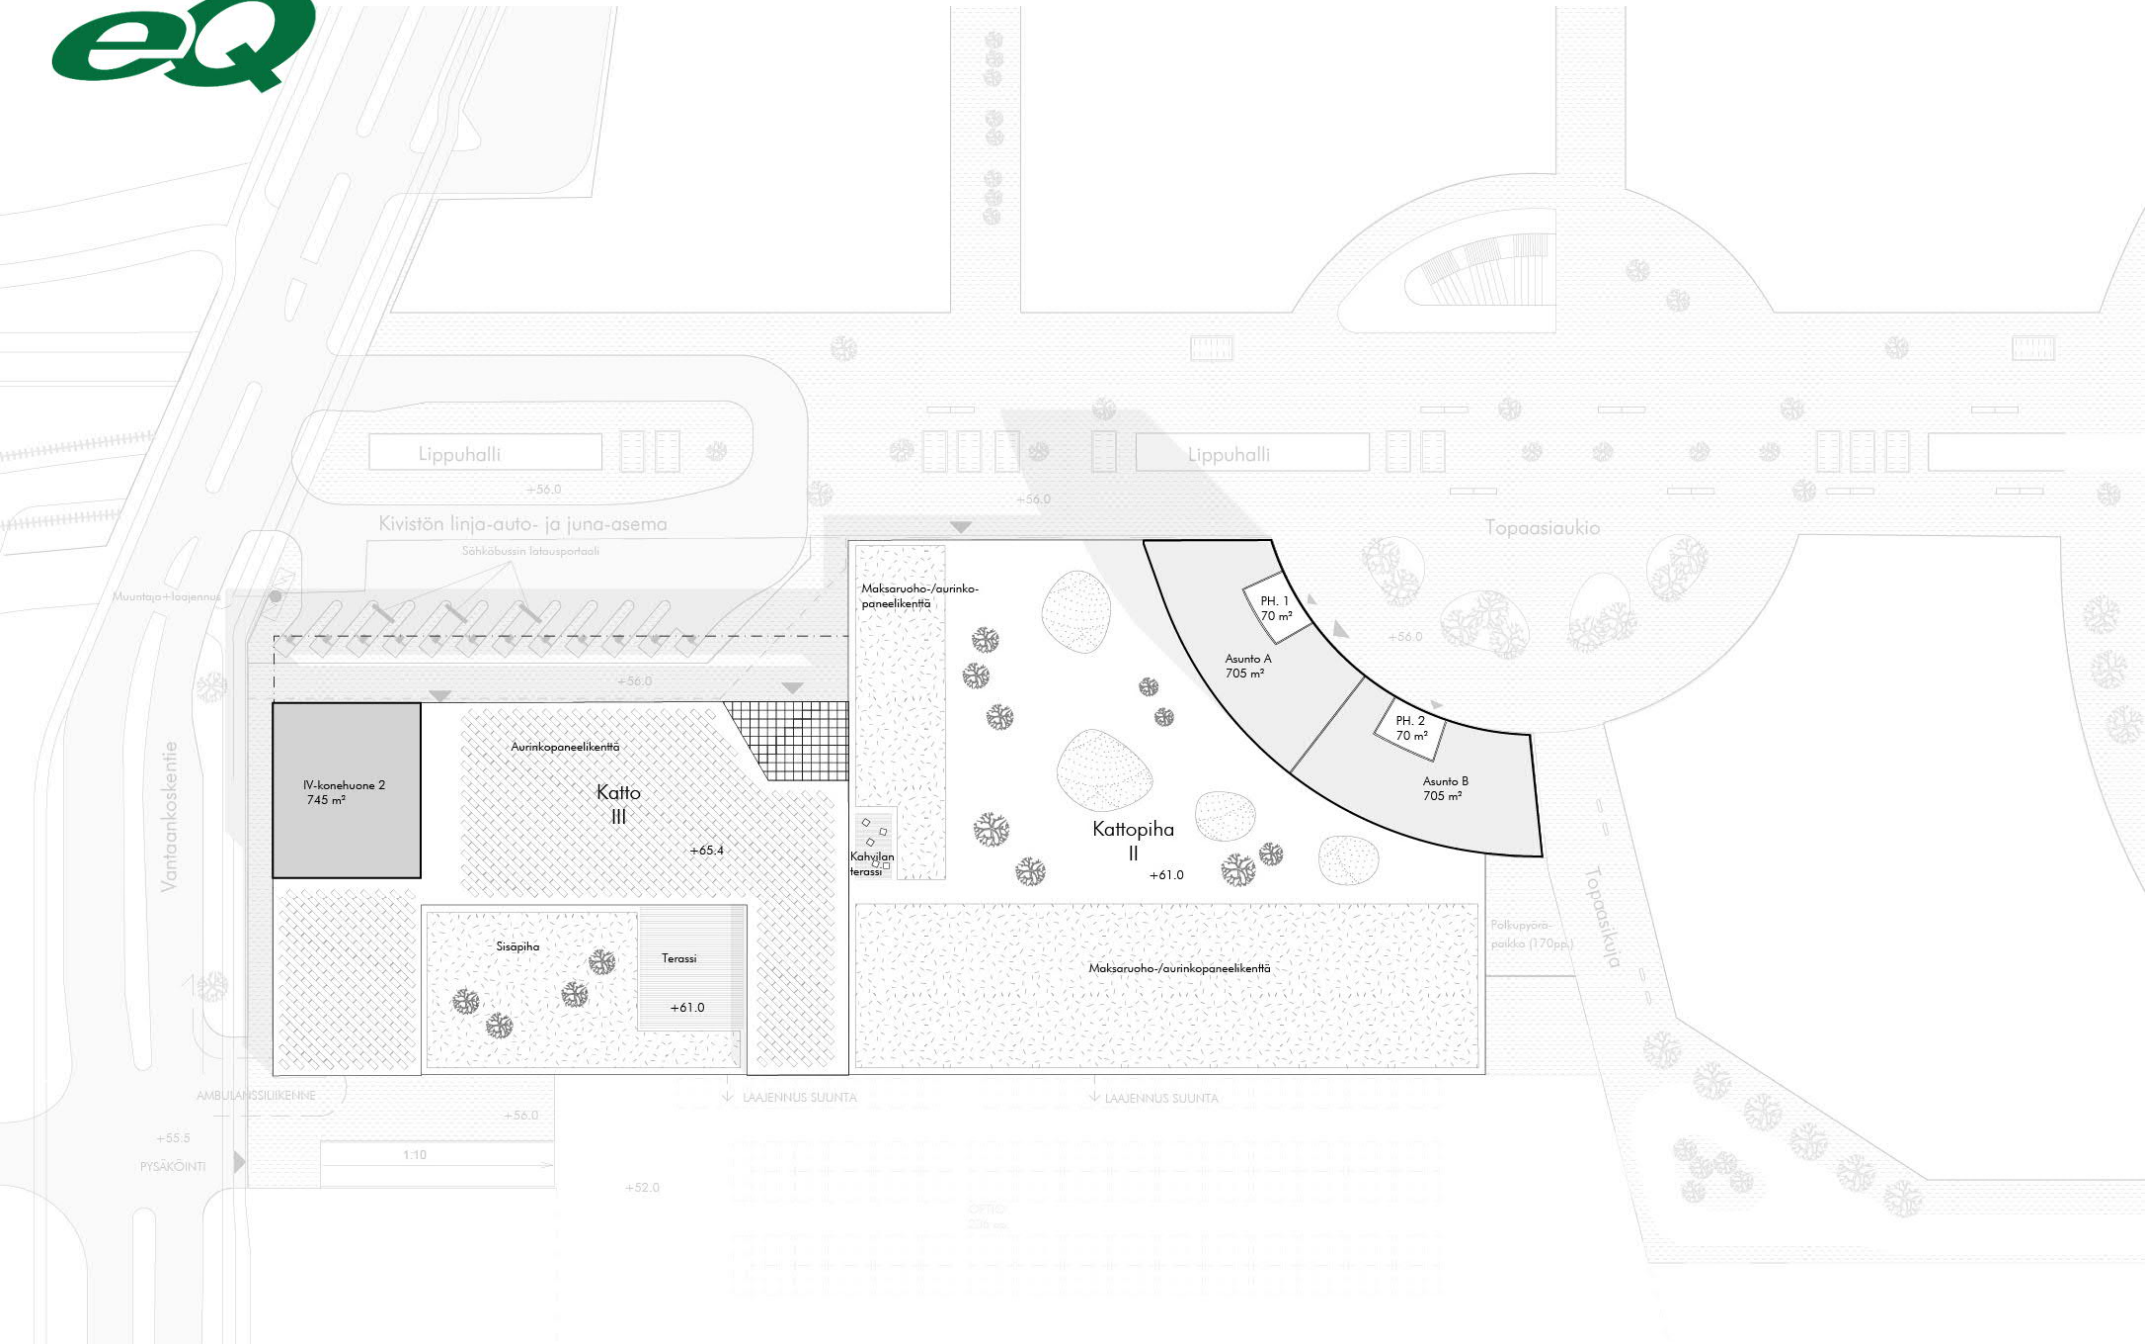 eQ
Lippuhalli
Lippuhalli
+56.0
+56.0
Kivistön linja-auto- ja juna-asema
Sähköbussin latausportaali
Topaasiaukio
Muuntaja+laajennus
Maksaruoho-/aurinko-
paneelikenttä
PH. 1
70 m²
+56.0
Asunto A
705 m²
+56.0
PH. 2
70 m²
Aurinkopaneelikenttä
IV-konehuone 2
745 m²
Katto
III
Asunto B
705 m²
Vantaankoskentie
Kattopiha
II
+65.4
Kahvilan
terassi
+61.0
Topaasikuja
Polkupyörä-
paikko (170pp.)
Sisäpiha
Terassi
Maksaruoho-/aurinkopaneelikenttä
+61.0
AMBULANSSILIIKENNE
LAAJENNUS SUUNTA
LAAJENNUS SUUNTA
+56.0
+55.5
1:10
PYSÄKÖINTI
+52.0